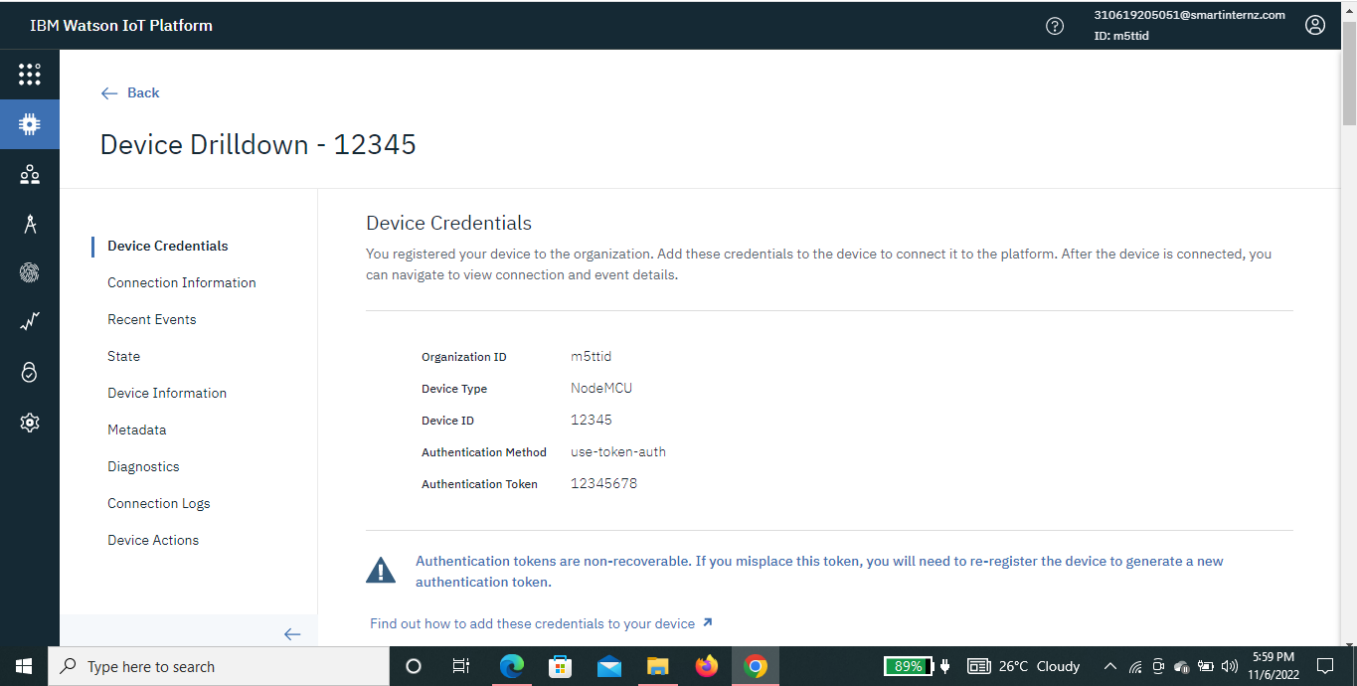 IBM Watson IoT Platform
310619205051@smartinternz.com
ID: m5ttid
Back
Device Drilldown - 12345
Device Credentials
Connection Information
Recent Events
State
Device Information
Metadata
Diagnostics
Connection Logs
Device Actions
Device Credentials
You registered your device to the organization. Add these credentials to the device to connect it to the platform. After the device is connected, you
can navigate to view connection and event details.
Organization ID m5ttid
Device Type NodeMCU
Device ID 12345
Authentication Method use-token-auth
Authentication Token 12345678
Authentication tokens are non-recoverable. If you misplace this token, you will need to re-register the device to generate a new
authentication token.
Find out how to add these credentials to your device
Type here to search
89%
26°C Cloudy
5:59 PM
11/6/2022